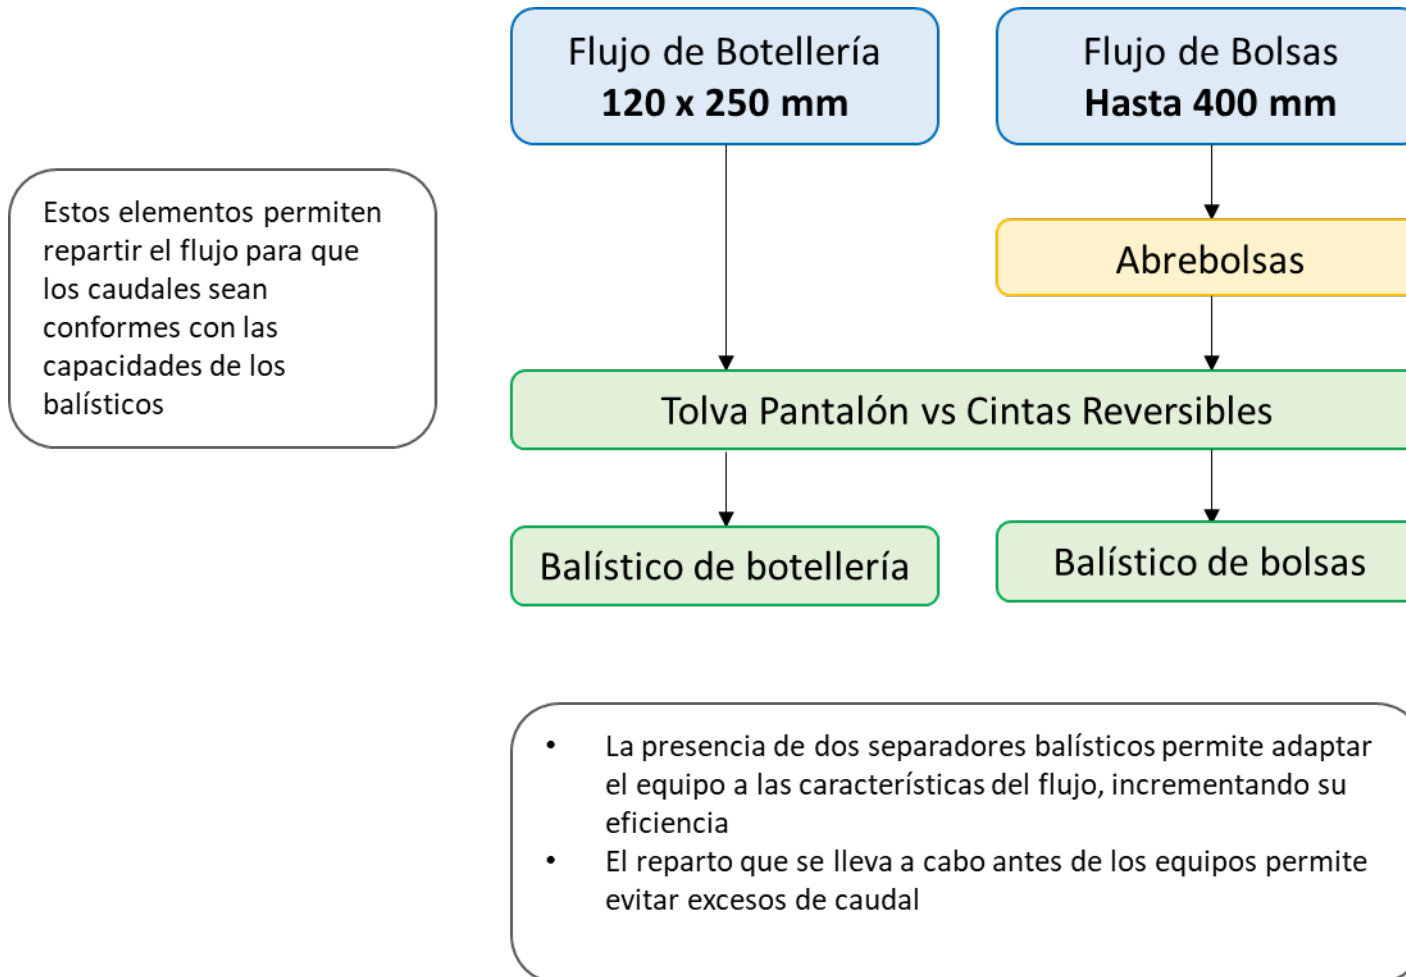 Flujo de Botellería
120 x 250 mm
Flujo de Bolsas
Hasta 400 mm
Estos elementos permiten
repartir el flujo para que
los caudales sean
conformes con las
capacidades de los
balísticos
Abrebolsas
Tolva Pantalón vs Cintas Reversibles
Balístico de botellería
Balístico de bolsas
• La presencia de dos separadores balísticos permite adaptar
el equipo a las características del flujo, incrementando su
eficiencia
• El reparto que se lleva a cabo antes de los equipos permite
evitar excesos de caudal